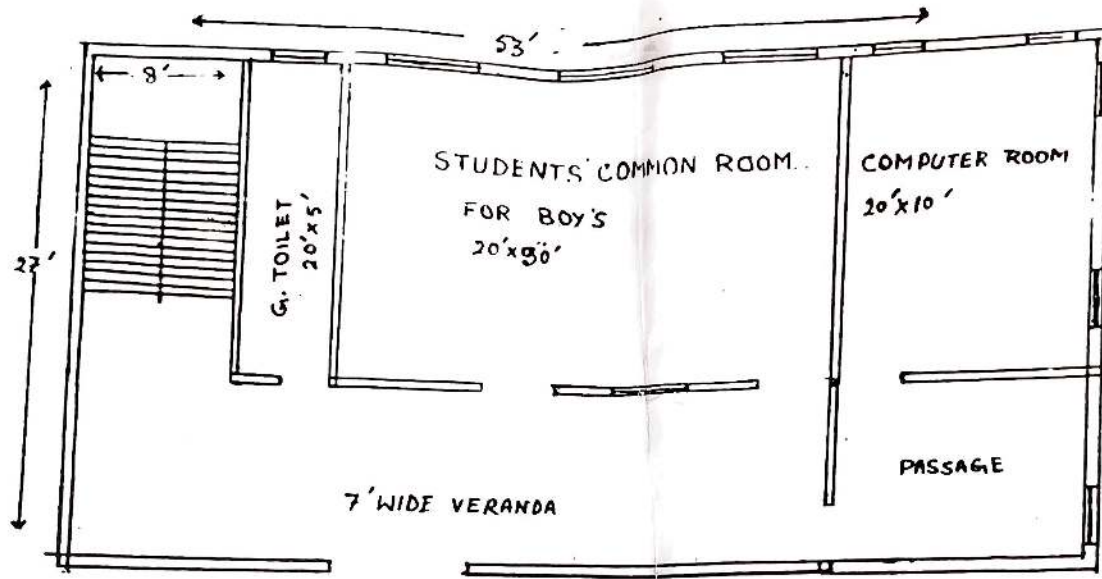 53'
8'
STUDENTS' COMMON ROOM
FOR BOY'S
20'x30'
COMPUTER ROOM
20'x10'
G. TOILET
20'x5'
27'
PASSAGE
7' WIDE VERANDA